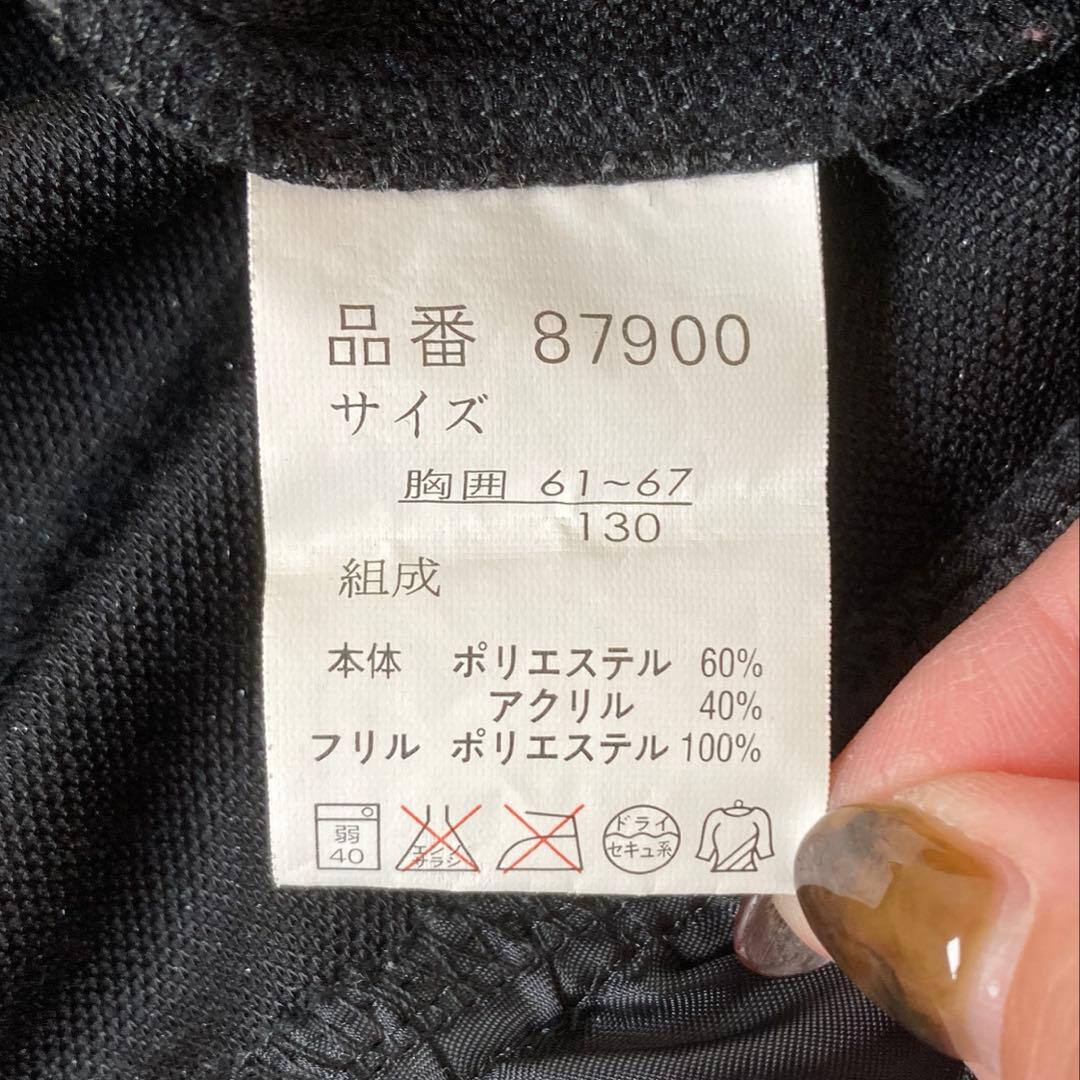 品番 87900
サイズ
胸囲 61~67
130
組成
本体 ポリエステル 60%
アクリル 40%
フリル ポリエステル 100%
弱 40 エンソ サラシ ドライ セキユ系